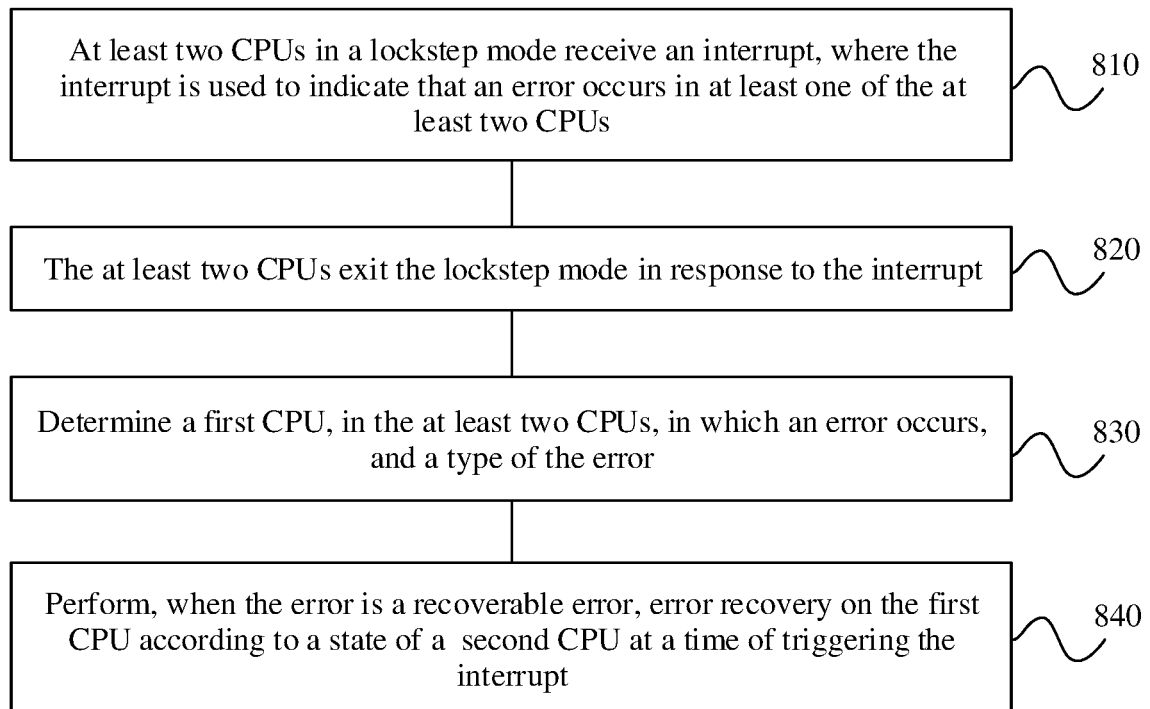 At least two CPUs in a lockstep mode receive an interrupt, where the
interrupt is used to indicate that an error occurs in at least one of the at
least two CPUs
810
The at least two CPUs exit the lockstep mode in response to the interrupt
820
Determine a first CPU, in the at least two CPUs, in which an error occurs,
and a type of the error
830
Perform, when the error is a recoverable error, error recovery on the first
CPU according to a state of a second CPU at a time of triggering the
interrupt
840